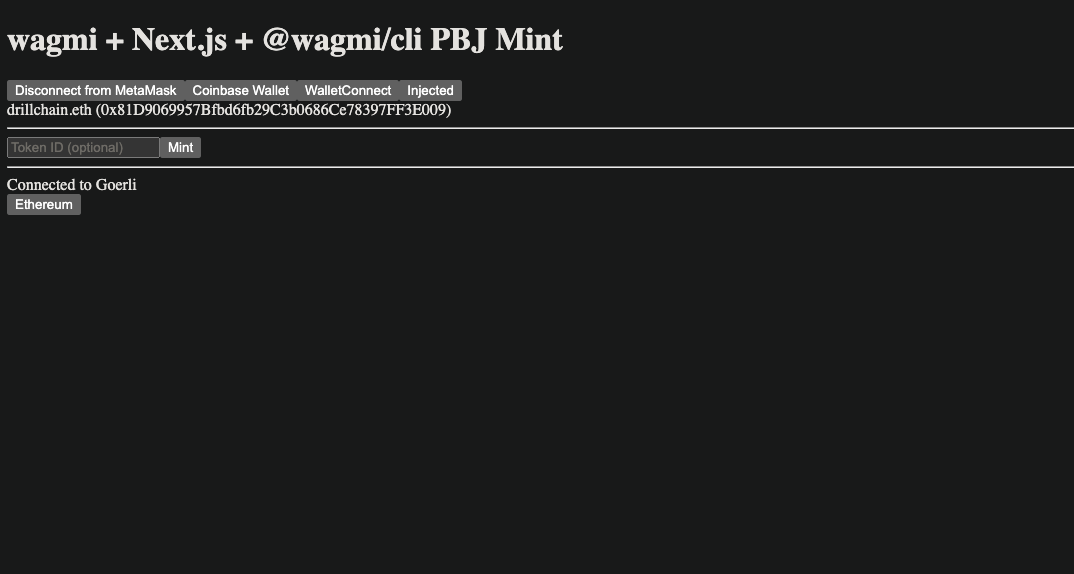 wagmi + Next.js + @wagmi/cli PBJ Mint
Disconnect from MetaMask Coinbase Wallet WalletConnect Injected
drillchain.eth (0x81D9069957Bfbd6fb29C3b0686Ce78397FF3E009)
Token ID (optional) Mint
Connected to Goerli
Ethereum